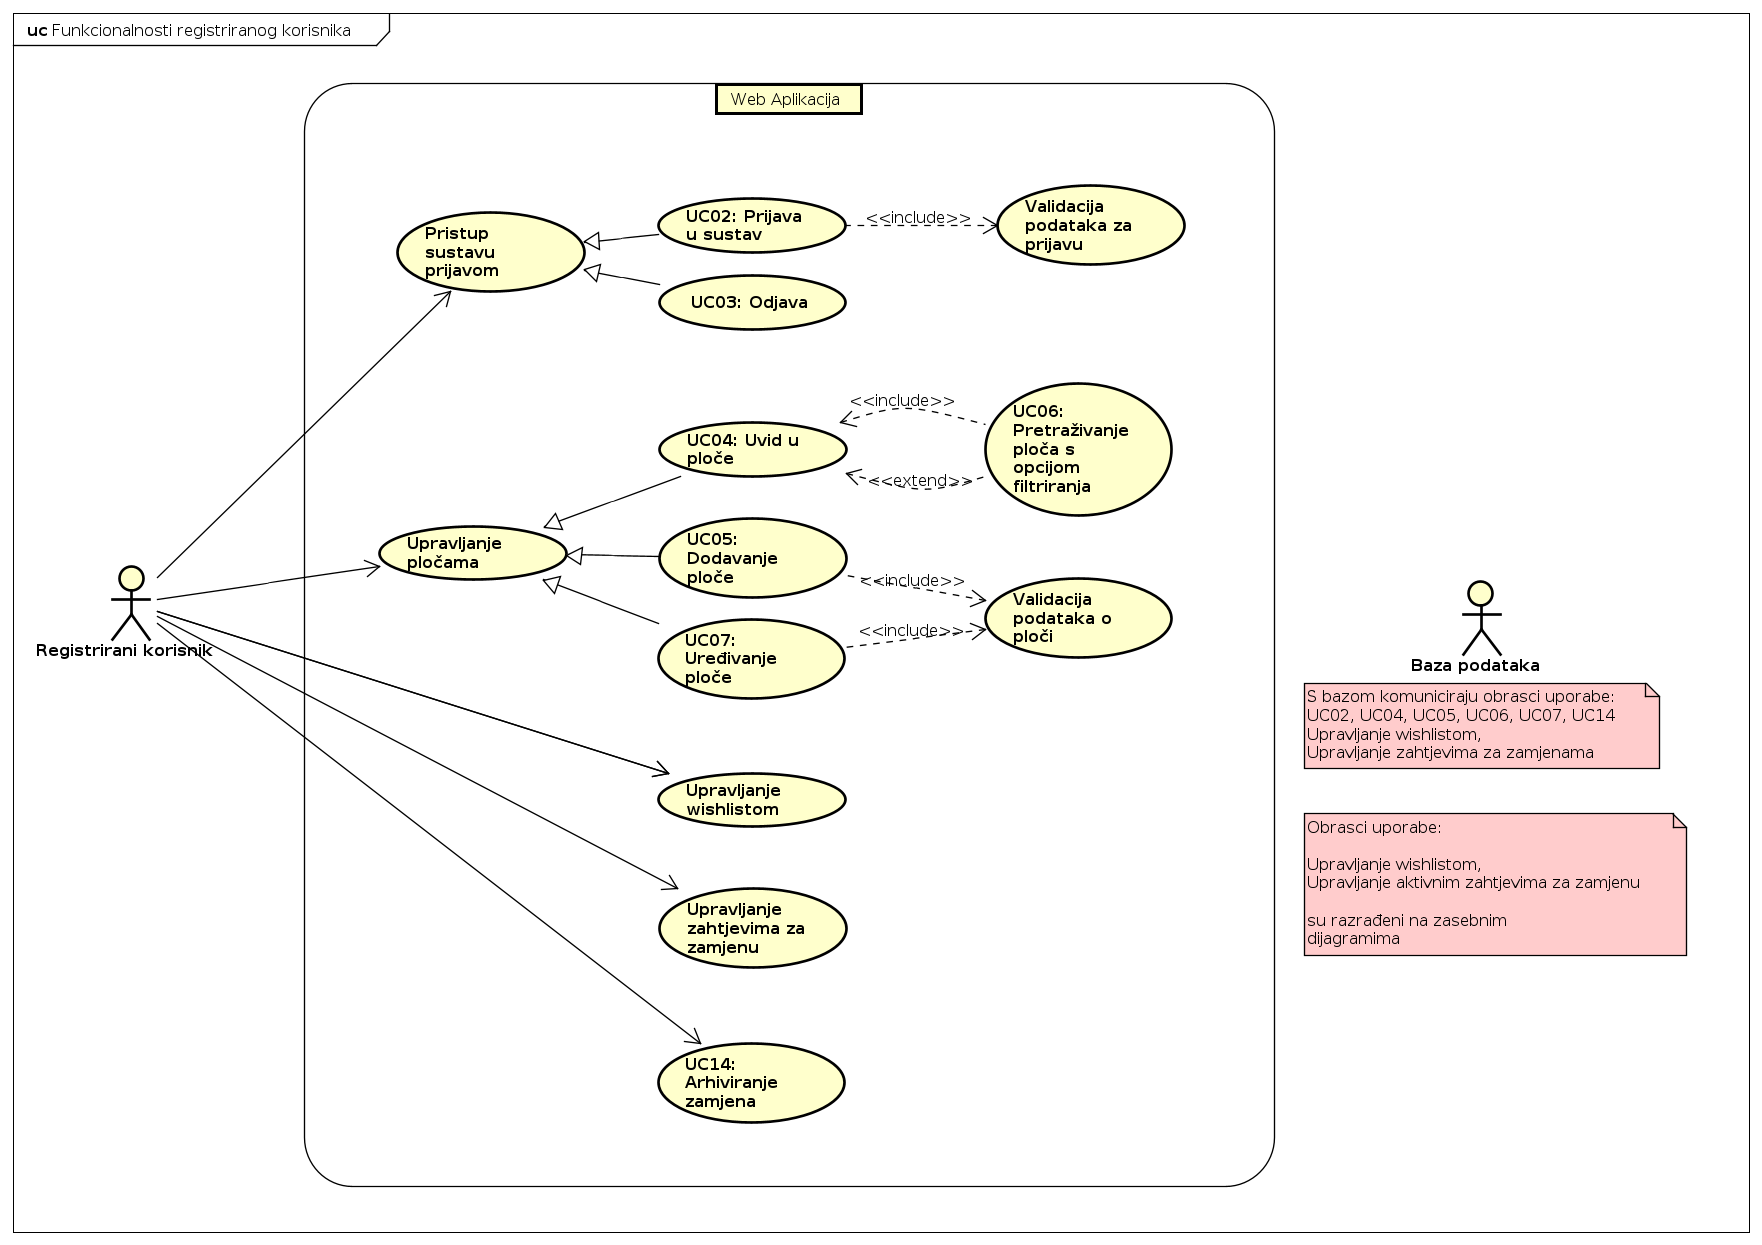 uc Funkcionalnosti registriranog korisnika
Web Aplikacija
Pristup
sustavu
prijavom
UC02: Prijava
u sustav
<<include>>
Validacija
podataka za
prijavu
UC03: Odjava
<<include>>
UC04: Uvid u
ploče
<<extend>>
UC06:
Pretraživanje
ploča s
opcijom
filtriranja
Upravljanje
pločama
UC05:
Dodavanje
ploče
<<include>>
UC07:
Uređivanje
ploče
<<include>>
Validacija
podataka o
ploči
Registrirani korisnik
Upravljanje
wishlistom
Upravljanje
zahtjevima za
zamjenu
UC14:
Arhiviranje
zamjena
Baza podataka
S bazom komuniciraju obrasci uporabe:
UC02, UC04, UC05, UC06, UC07, UC14
Upravljanje wishlistom,
Upravljanje zahtjevima za zamjenama
Obrasci uporabe:
Upravljanje wishlistom,
Upravljanje aktivnim zahtjevima za zamjenu
su razrađeni na zasebnim
dijagramima